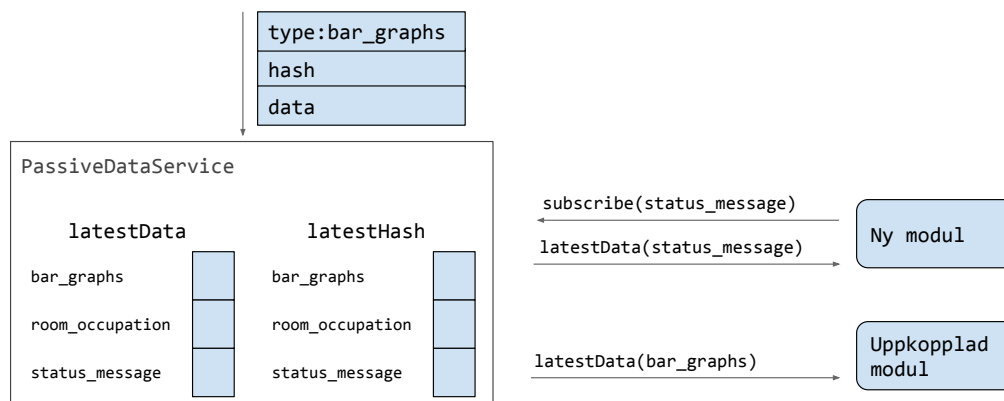 type:bar_graphs
hash
data
PassiveDataService
latestData
latestHash
bar_graphs
bar_graphs
room_occupation
room_occupation
status_message
status_message
subscribe(status_message)
latestData(status_message)
Ny modul
latestData(bar_graphs)
Uppkopplad
modul